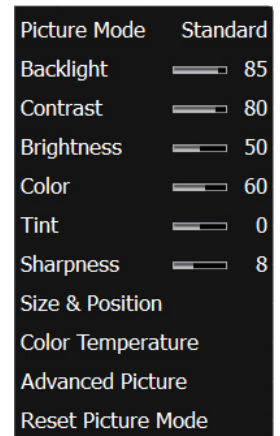 Picture Mode Standard
Backlight 85
Contrast 80
Brightness 50
Color 60
Tint 0
Sharpness 8
Size & Position
Color Temperature
Advanced Picture
Reset Picture Mode